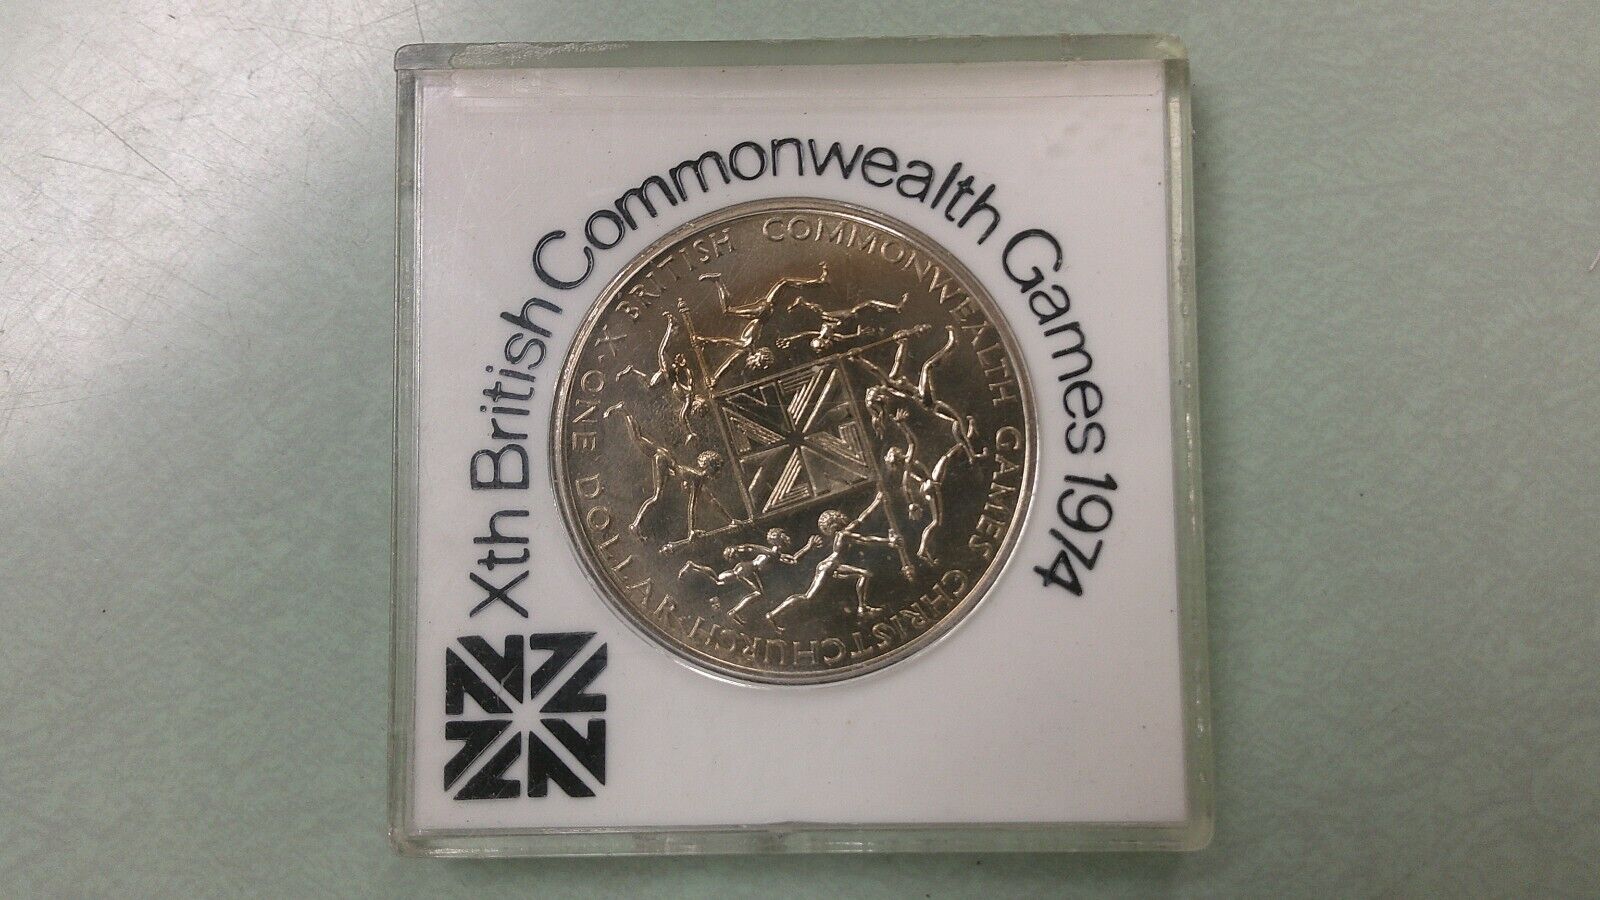 Xth British Commonwealth Games 1974
X BRITISH COMMONWEALTH GAMES · CHRISTCHURCH ·
ONE DOLLAR ·